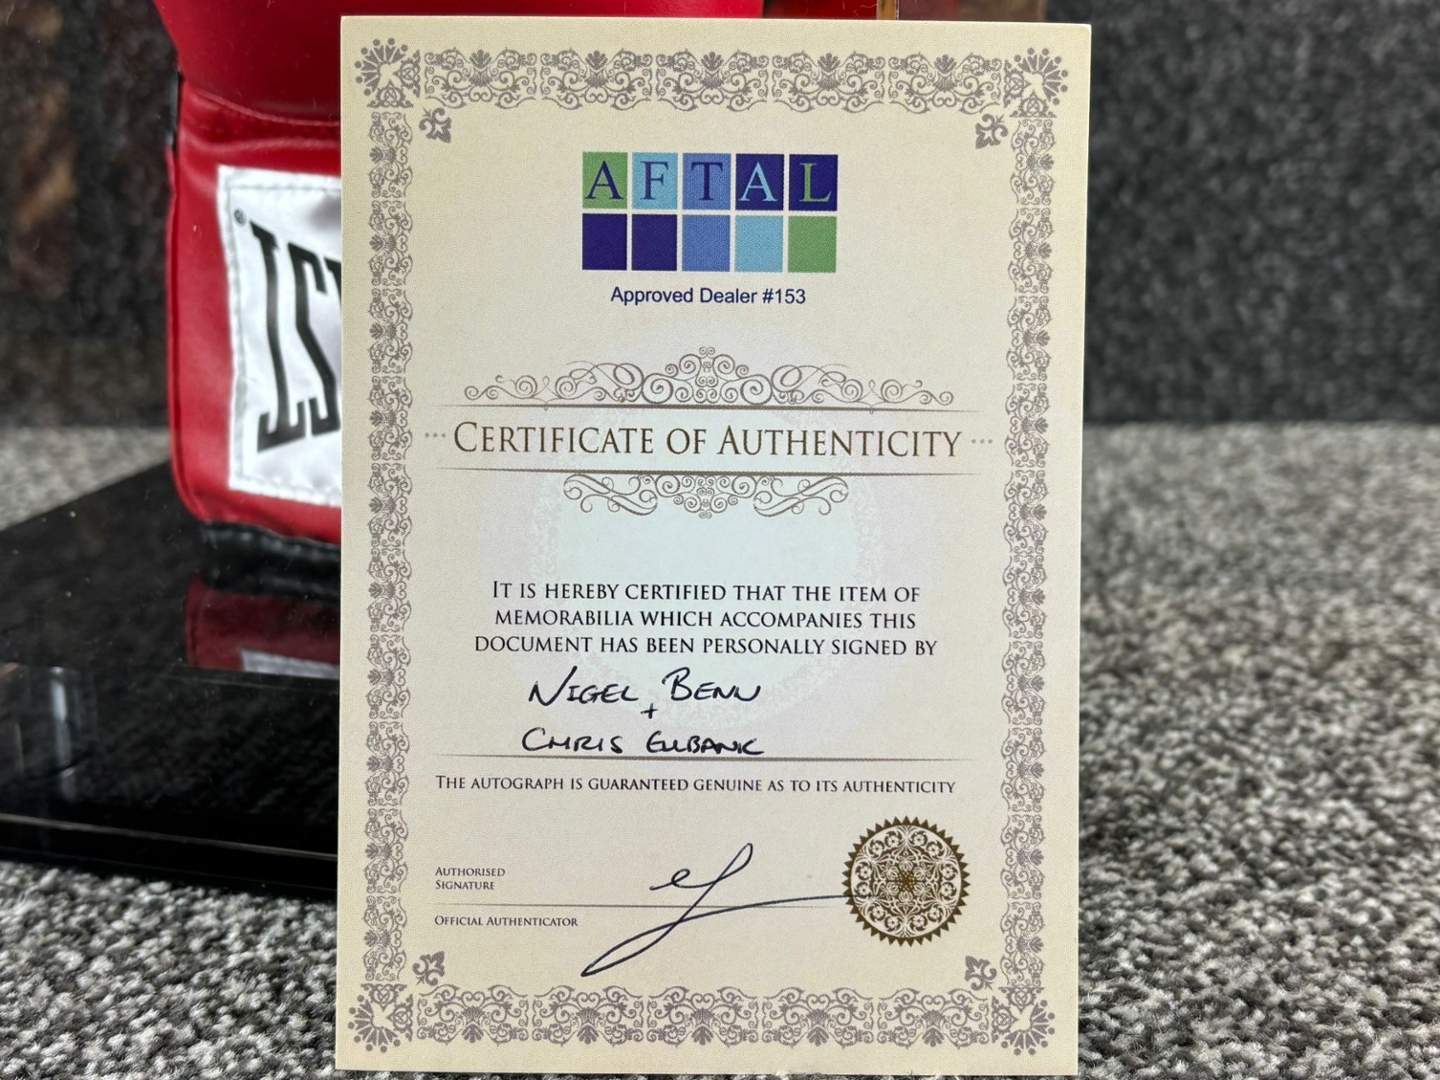 AFTAL
Approved Dealer #153
CERTIFICATE OF AUTHENTICITY
IT IS HEREBY CERTIFIED THAT THE ITEM OF
MEMORABILIA WHICH ACCOMPANIES THIS
DOCUMENT HAS BEEN PERSONALLY SIGNED BY
NIGEL BENN
+
CHRIS EUBANK
THE AUTOGRAPH IS GUARANTEED GENUINE AS TO ITS AUTHENTICITY
AUTHORISED
SIGNATURE
OFFICIAL AUTHENTICATOR